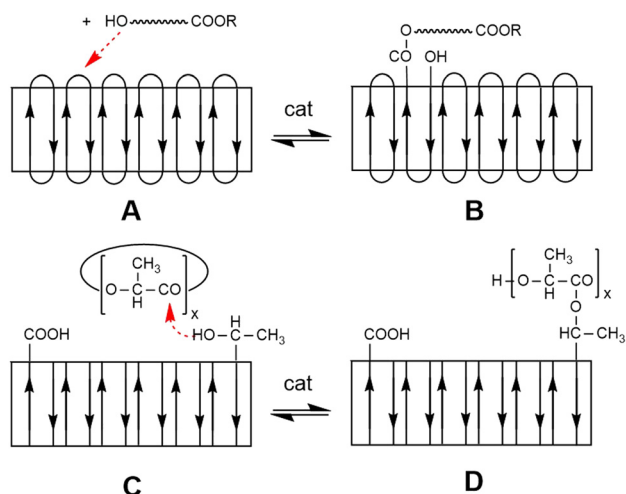 + HO COOR
cat
A
O COOR
CO OH
B
CH3
O-C-CO
H
x
COOH
HO-C-CH3
H
cat
C
CH3
H-O-C-CO
H
x
O
HC-CH3
COOH
D